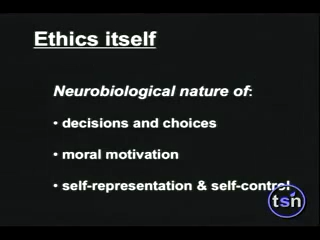 Ethics itself
Neurobiological nature of:
• decisions and choices
• moral motivation
• self-representation & self-control
tsn